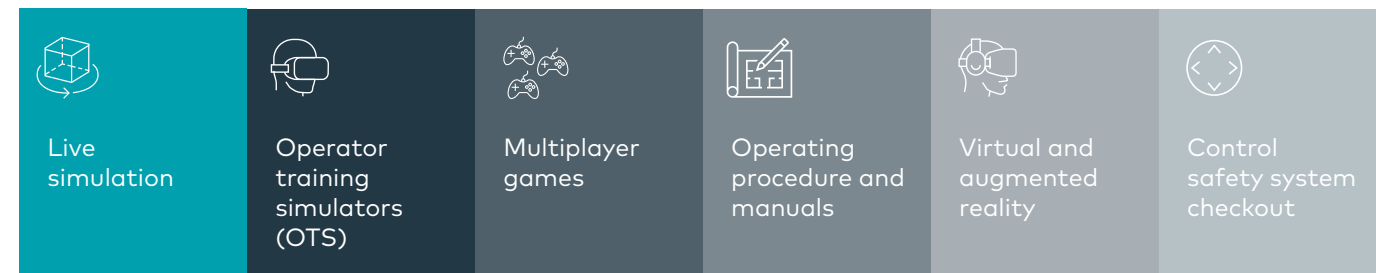 Live
simulation
Operator
training
simulators
(OTS)
Multiplayer
games
Operating
procedure and
manuals
Virtual and
augmented
reality
Control
safety system
checkout